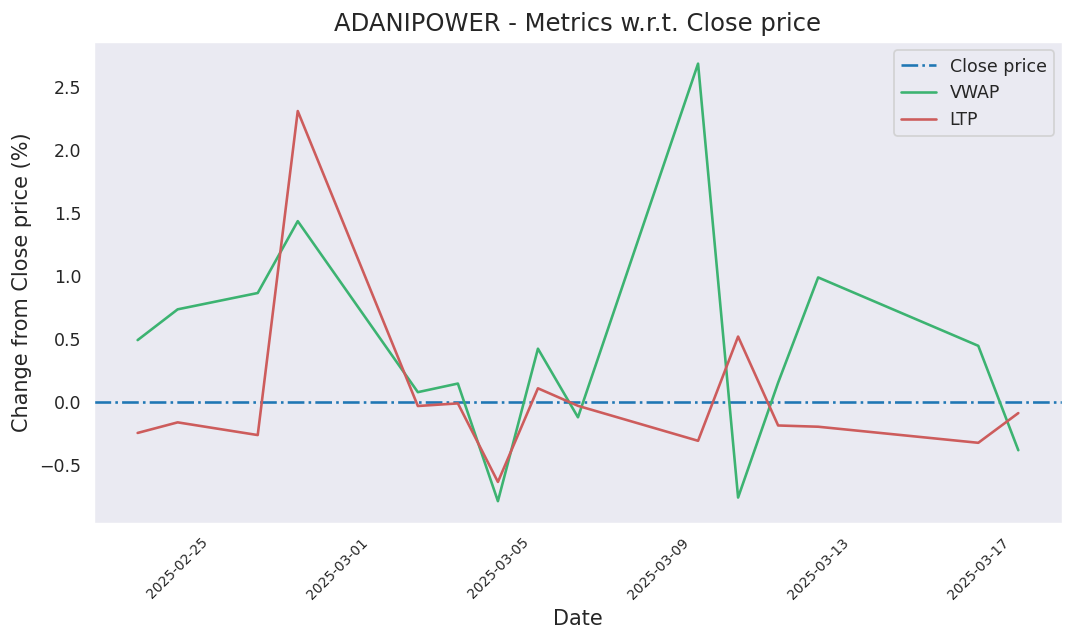 ADANIPOWER - Metrics w.r.t. Close price
Close price
VWAP
LTP
Change from Close price (%)
2.5
2.0
1.5
1.0
0.5
0.0
−0.5
2025-02-25
2025-03-01
2025-03-05
2025-03-09
2025-03-13
2025-03-17
Date